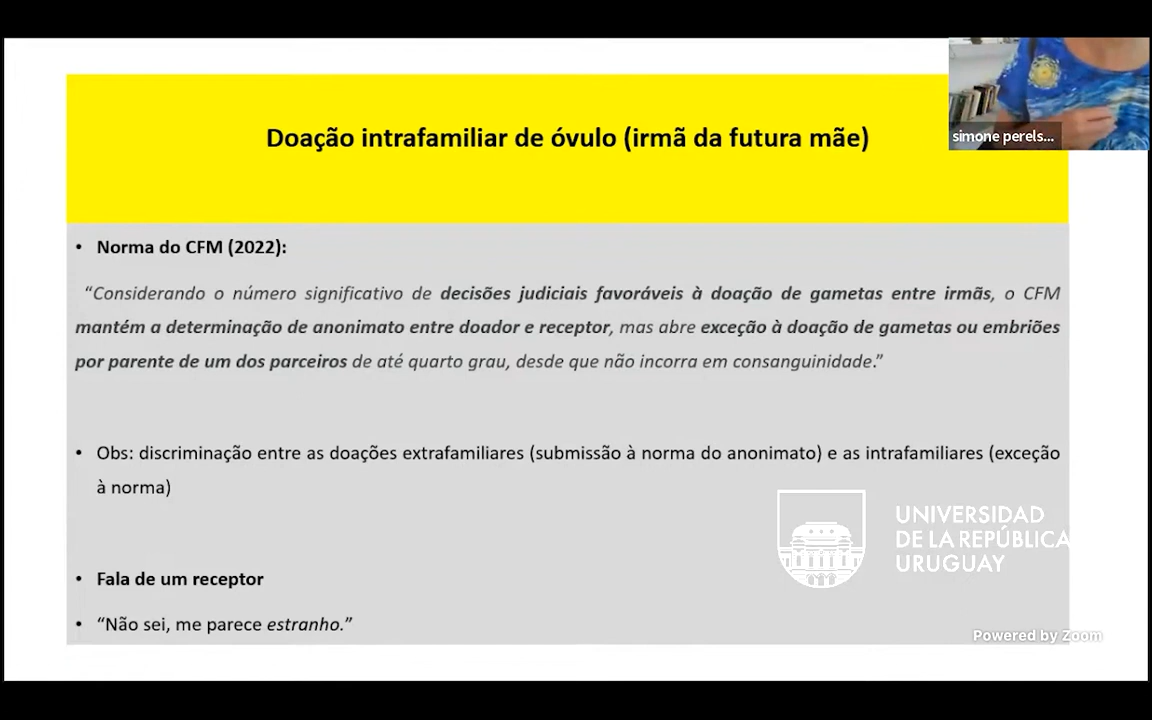 Doação intrafamiliar de óvulo (irmã da futura mãe)
simone perels...
• Norma do CFM (2022):
“Considerando o número significativo de decisões judiciais favoráveis à doação de gametas entre irmãs, o CFM
mantém a determinação de anonimato entre doador e receptor, mas abre exceção à doação de gametas ou embriões
por parente de um dos parceiros de até quarto grau, desde que não incorra em consanguinidade.”
• Obs: discriminação entre as doações extrafamiliares (submissão à norma do anonimato) e as intrafamiliares (exceção
à norma)
UNIVERSIDAD
DE LA REPÚBLICA
URUGUAY
• Fala de um receptor
• “Não sei, me parece estranho.”
Powered by Zoom